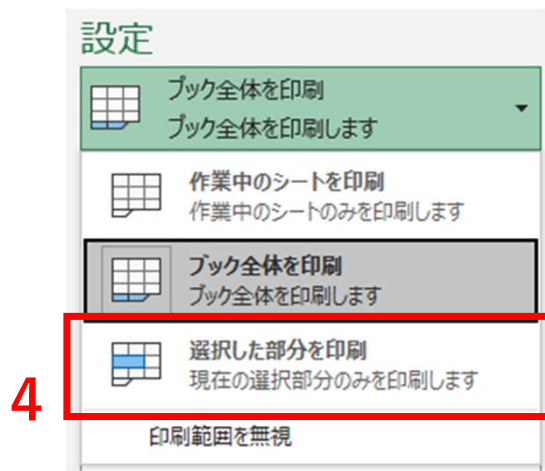 設定
ブック全体を印刷
ブック全体を印刷します
作業中のシートを印刷
作業中のシートのみを印刷します
ブック全体を印刷
ブック全体を印刷します
選択した部分を印刷
現在の選択部分のみを印刷します
4
印刷範囲を無視